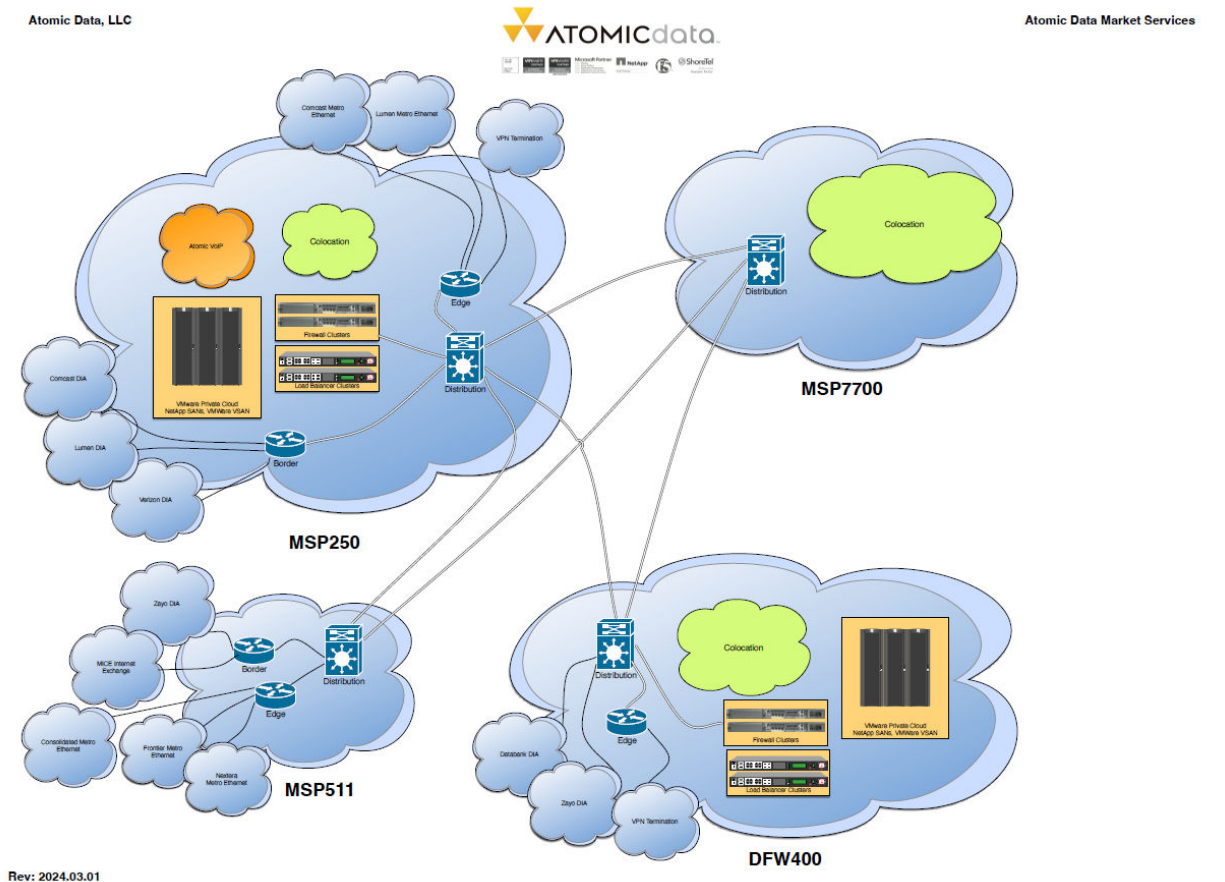 Atomic Data, LLC
ATOMICdata
Atomic Data Market Services
Microsoft Partner
NetApp
ShoreTel
Comcast Metro
Ethernet
Lumen Metro Ethernet
VPN Termination
Atomic VoIP
Colocation
Edge
Firewall Clusters
Load Balancer Clusters
Distribution
VMware Private Cloud
NetApp SANs, VMWare VSAN
Comcast DIA
Lumen DIA
Verizon DIA
Border
MSP250
Colocation
Distribution
MSP7700
Zayo DIA
MICE Internet
Exchange
Border
Distribution
Edge
Consolidated Metro
Ethernet
Frontier Metro
Ethernet
Nextera
Metro Ethernet
MSP511
Distribution
Colocation
Edge
Firewall Clusters
Load Balancer Clusters
VMware Private Cloud
NetApp SANs, VMWare VSAN
Databank DIA
Zayo DIA
VPN Termination
DFW400
Rev: 2024.03.01